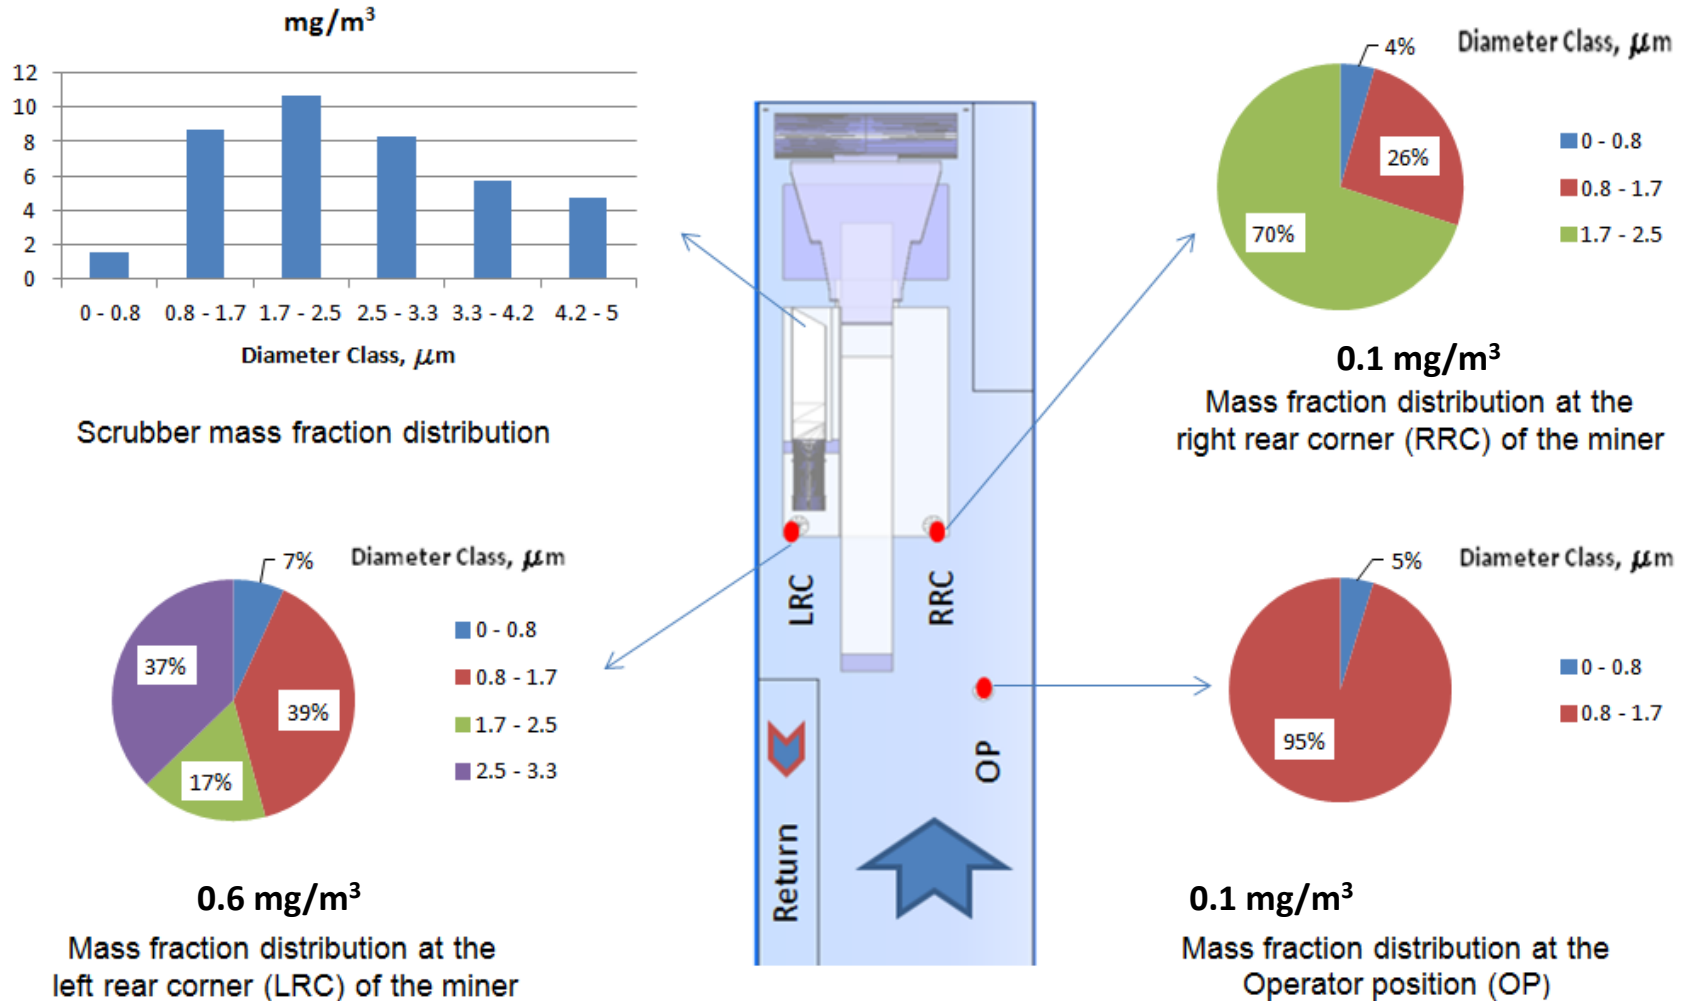 mg/m³
12
10
8
6
4
2
0
0 - 0.8 0.8 - 1.7 1.7 - 2.5 2.5 - 3.3 3.3 - 4.2 4.2 - 5
Diameter Class, μm
Scrubber mass fraction distribution
4%
Diameter Class, μm
26%
70%
0 - 0.8
0.8 - 1.7
1.7 - 2.5
0.1 mg/m³
Mass fraction distribution at the
right rear corner (RRC) of the miner
7%
Diameter Class, μm
37%
39%
17%
0 - 0.8
0.8 - 1.7
1.7 - 2.5
2.5 - 3.3
0.6 mg/m³
Mass fraction distribution at the
left rear corner (LRC) of the miner
LRC
RRC
OP
Return
5%
Diameter Class, μm
95%
0 - 0.8
0.8 - 1.7
0.1 mg/m³
Mass fraction distribution at the
Operator position (OP)